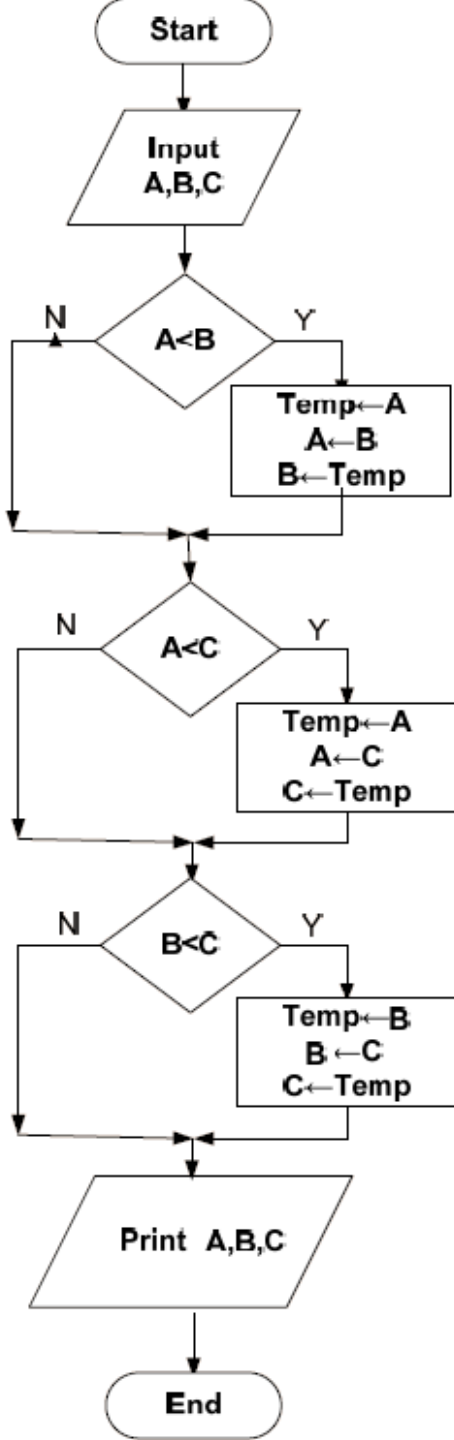 Start
Input
A,B,C
N
A<B
Y
Temp←A
A←B
B←Temp
N
A<C
Y
Temp←A
A←C
C←Temp
N
B<C
Y
Temp←B
B ←C
C←Temp
Print A,B,C
End